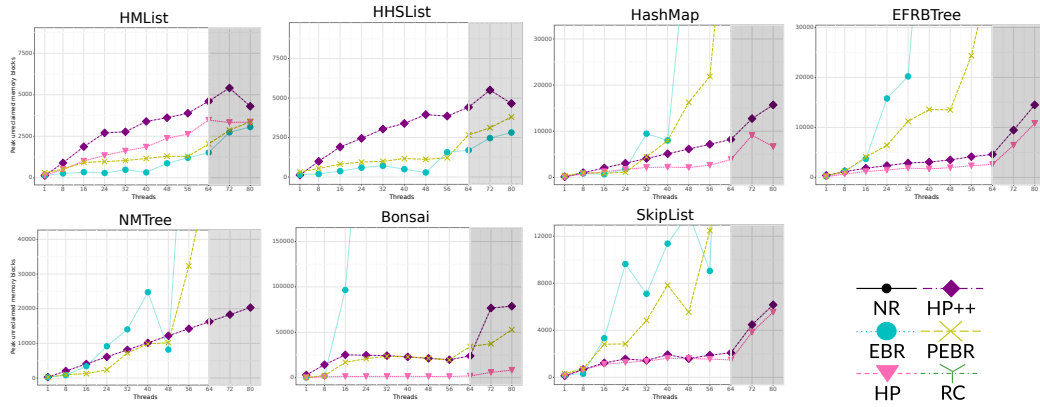 HMList
HHSList
HashMap
EFRBTree
Peak unreclaimed memory blocks
7500
5000
2500
0
1 8 16 24 32 40 48 56 64 72 80
Threads
7500
5000
2500
0
1 8 16 24 32 40 48 56 64 72 80
Threads
30000
20000
10000
0
1 8 16 24 32 40 48 56 64 72 80
Threads
30000
20000
10000
0
1 8 16 24 32 40 48 56 64 72 80
Threads
NMTree
Bonsai
SkipList
Peak unreclaimed memory blocks
40000
30000
20000
10000
0
1 8 16 24 32 40 48 56 64 72 80
Threads
150000
100000
50000
0
1 8 16 24 32 40 48 56 64 72 80
Threads
12000
8000
4000
0
1 8 16 24 32 40 48 56 64 72 80
Threads
NR HP++
EBR PEBR
HP RC